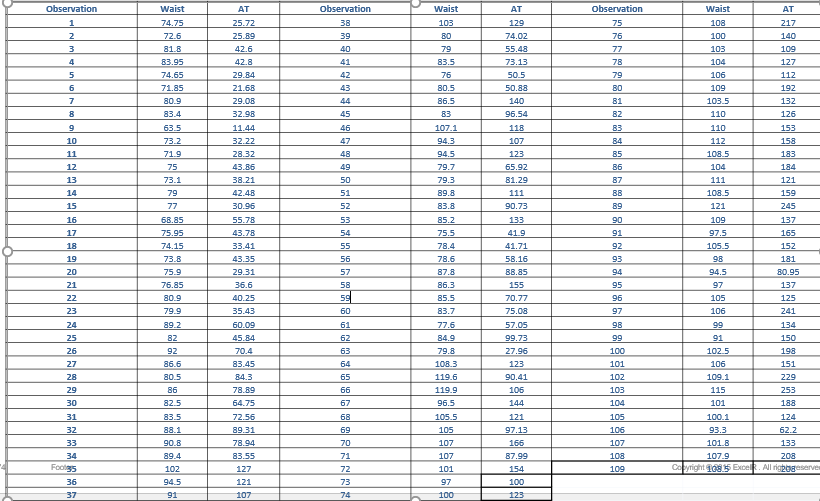 Observation Waist AT Observation Waist AT Observation Waist AT
1 74.75 25.72 38 103 129 75 108 217
2 72.6 25.89 39 80 74.02 76 100 140
3 81.8 42.6 40 79 55.48 77 103 109
4 83.95 42.8 41 83.5 73.13 78 104 127
5 74.65 29.84 42 76 50.5 79 106 112
6 71.85 21.68 43 80.5 50.88 80 109 192
7 80.9 29.08 44 86.5 140 81 103.5 132
8 83.4 32.98 45 83 96.54 82 110 126
9 63.5 11.44 46 107.1 118 83 110 153
10 73.2 32.22 47 94.3 107 84 112 158
11 71.9 28.32 48 94.5 123 85 108.5 183
12 75 43.86 49 79.7 65.92 86 104 184
13 73.1 38.21 50 79.3 81.29 87 111 121
14 79 42.48 51 89.8 111 88 108.5 159
15 77 30.96 52 83.8 90.73 89 121 245
16 68.85 55.78 53 85.2 133 90 109 137
17 75.95 43.78 54 75.5 41.9 91 97.5 165
18 74.15 33.41 55 78.4 41.71 92 105.5 152
19 73.8 43.35 56 78.6 58.16 93 98 181
20 75.9 29.31 57 87.8 88.85 94 94.5 80.95
21 76.85 36.6 58 86.3 155 95 97 137
22 80.9 40.25 59 85.5 70.77 96 105 125
23 79.9 35.43 60 83.7 75.08 97 106 241
24 89.2 60.09 61 77.6 57.05 98 99 134
25 82 45.84 62 84.9 99.73 99 91 150
26 92 70.4 63 79.8 27.96 100 102.5 198
27 86.6 83.45 64 108.3 123 101 106 151
28 80.5 84.3 65 119.6 90.41 102 109.1 229
29 86 78.89 66 119.9 106 103 115 253
30 82.5 64.75 67 96.5 144 104 101 188
31 83.5 72.56 68 105.5 121 105 100.1 124
32 88.1 89.31 69 105 97.13 106 93.3 62.2
33 90.8 78.94 70 107 166 107 101.8 133
34 89.4 83.55 71 107 87.99 108 107.9 208
35 102 127 72 101 154 109 108.5 208
Footer Copyright © 2015 ExcelR . All rights reserved
36 94.5 121 73 97 100
37 91 107 74 100 123